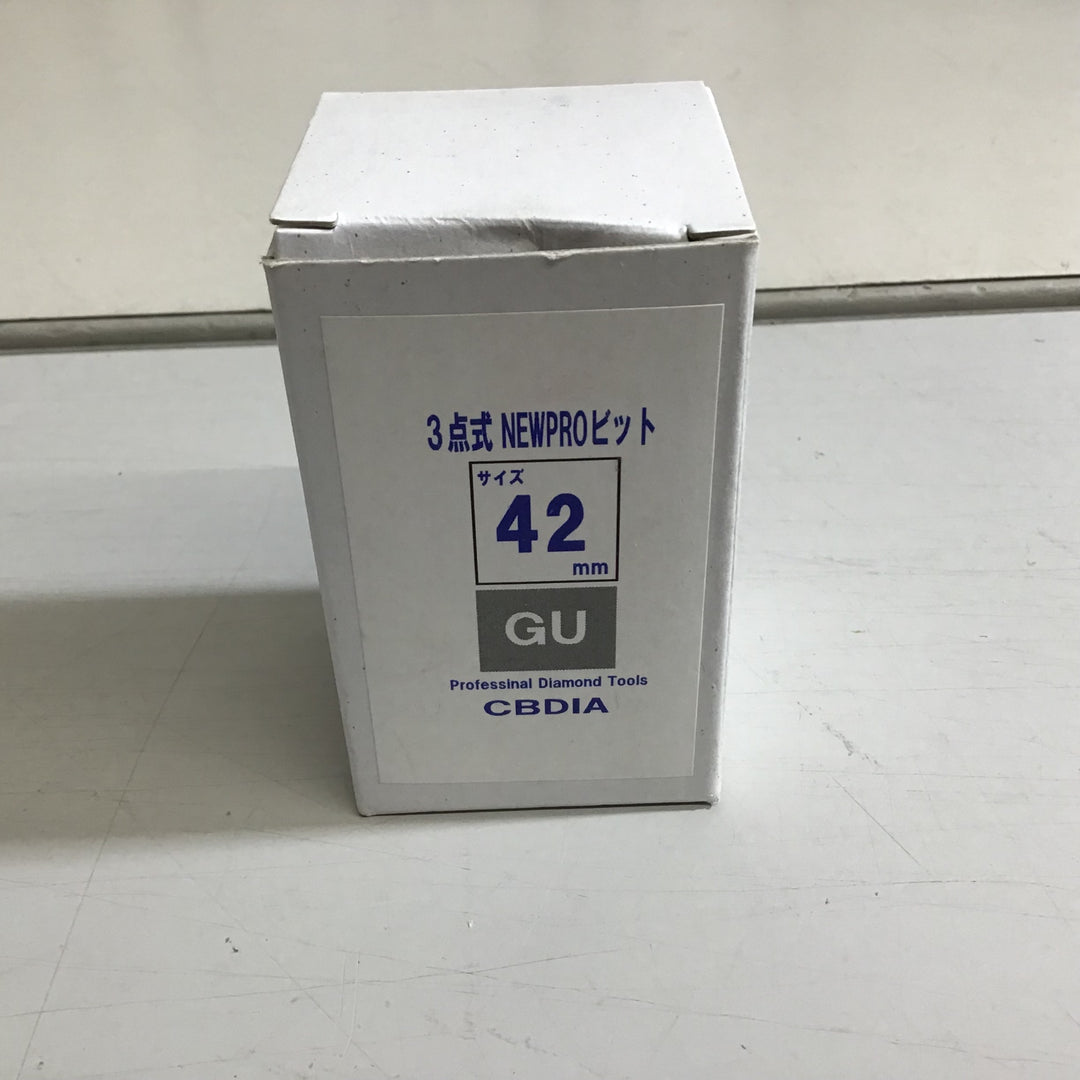 3点式 NEWPROビット
サイズ
42
mm
GU
Professinal Diamond Tools
CBDIA